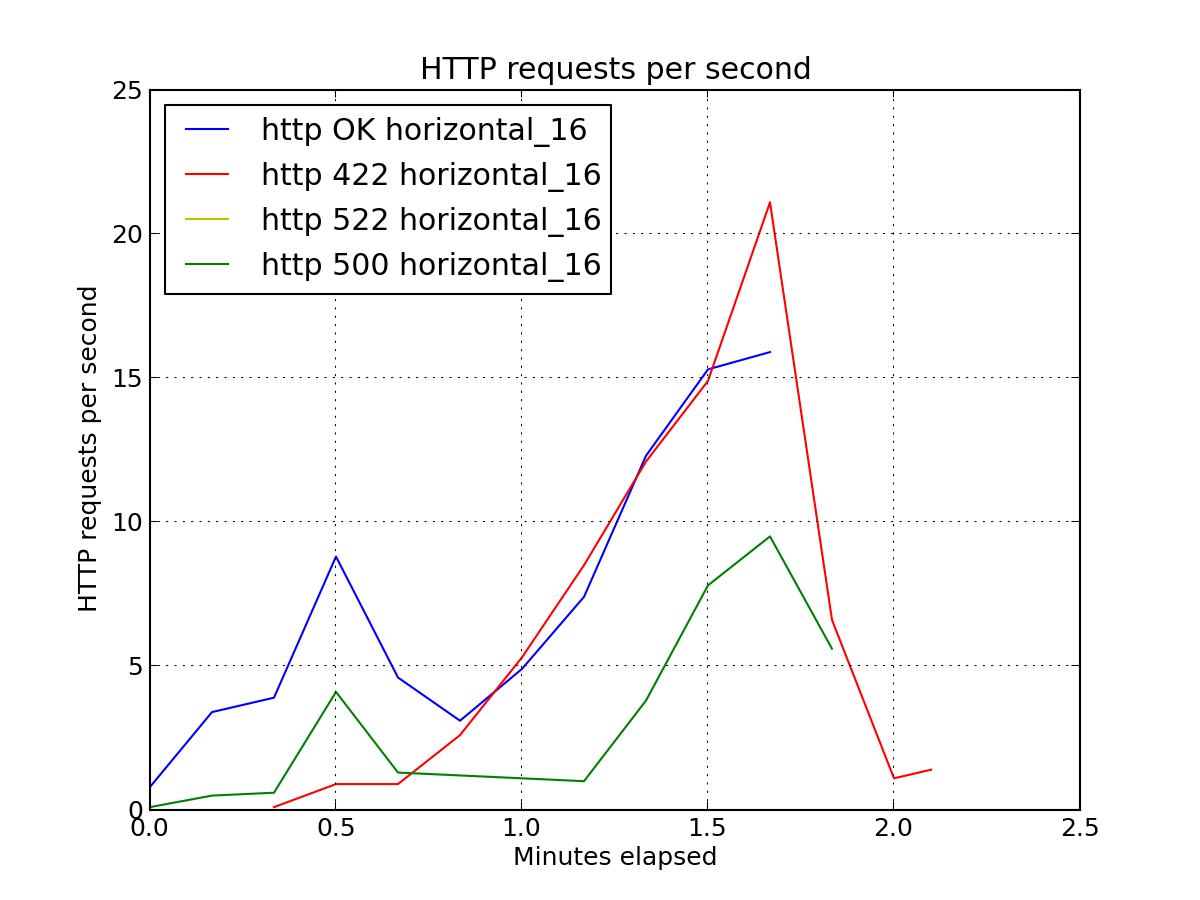 HTTP requests per second
25
20
15
10
5
0
http OK horizontal_16
http 422 horizontal_16
http 522 horizontal_16
http 500 horizontal_16
HTTP requests per second
0.0 0.5 1.0 1.5 2.0 2.5
Minutes elapsed